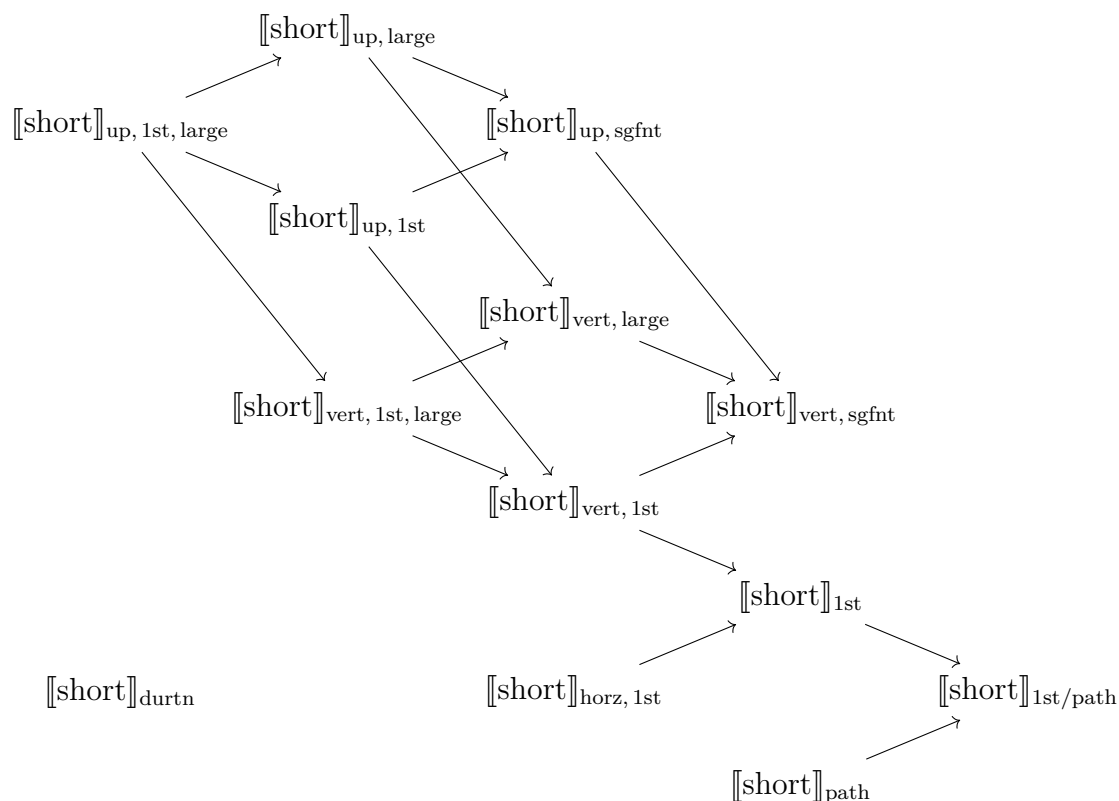 ⟦short⟧up, large
⟦short⟧up, 1st, large
⟦short⟧up, sgfnt
⟦short⟧up, 1st
⟦short⟧vert, large
⟦short⟧vert, 1st, large
⟦short⟧vert, sgfnt
⟦short⟧vert, 1st
⟦short⟧1st
⟦short⟧durtn
⟦short⟧horz, 1st
⟦short⟧1st/path
⟦short⟧path